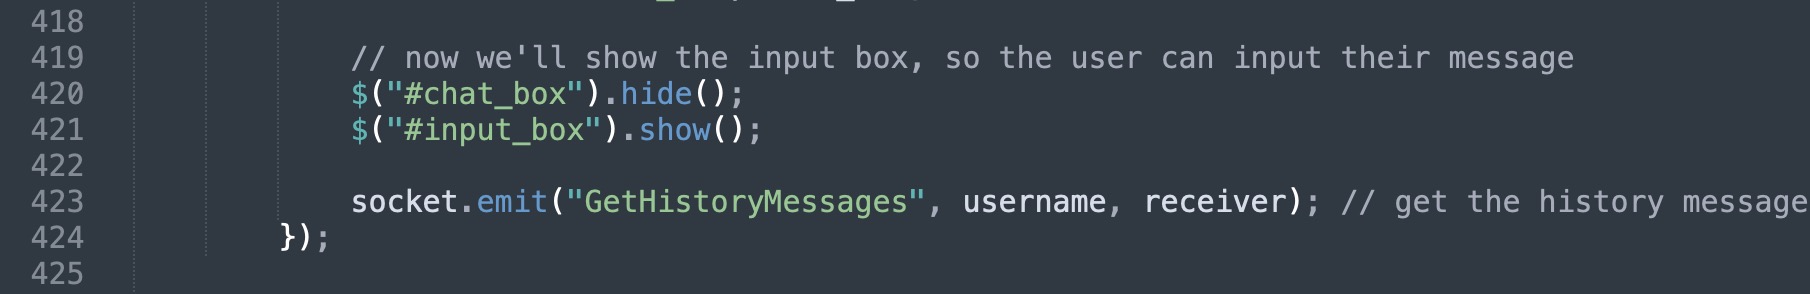 418
419 // now we'll show the input box, so the user can input their message
420 $("#chat_box").hide();
421 $("#input_box").show();
422
423 socket.emit("GetHistoryMessages", username, receiver); // get the history message
424 });
425